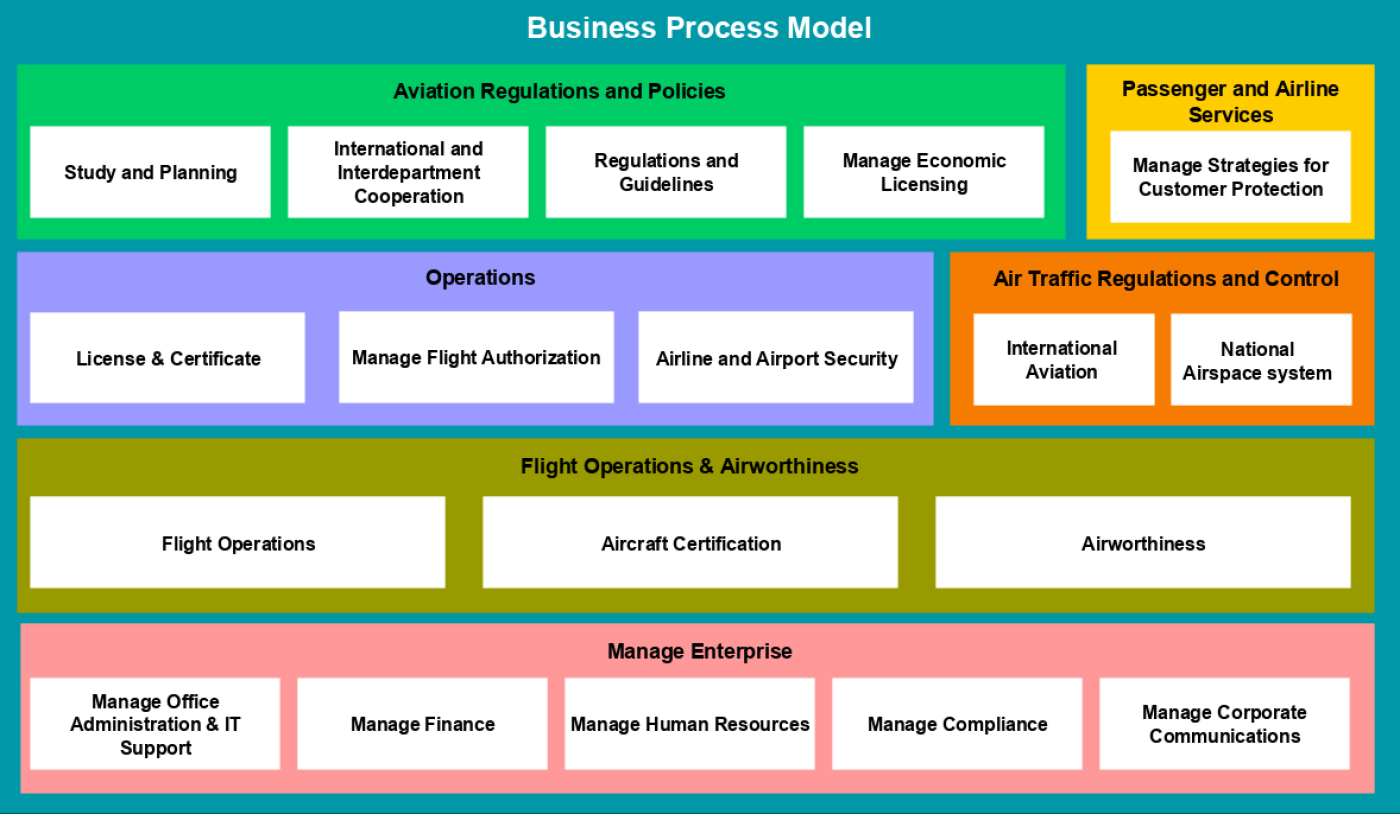 Business Process Model
Aviation Regulations and Policies
Study and Planning
International and
Interdepartment
Cooperation
Regulations and
Guidelines
Manage Economic
Licensing
Passenger and Airline
Services
Manage Strategies for
Customer Protection
Operations
License & Certificate
Manage Flight Authorization
Airline and Airport Security
Air Traffic Regulations and Control
International
Aviation
National
Airspace system
Flight Operations & Airworthiness
Flight Operations
Aircraft Certification
Airworthiness
Manage Enterprise
Manage Office
Administration & IT
Support
Manage Finance
Manage Human Resources
Manage Compliance
Manage Corporate
Communications